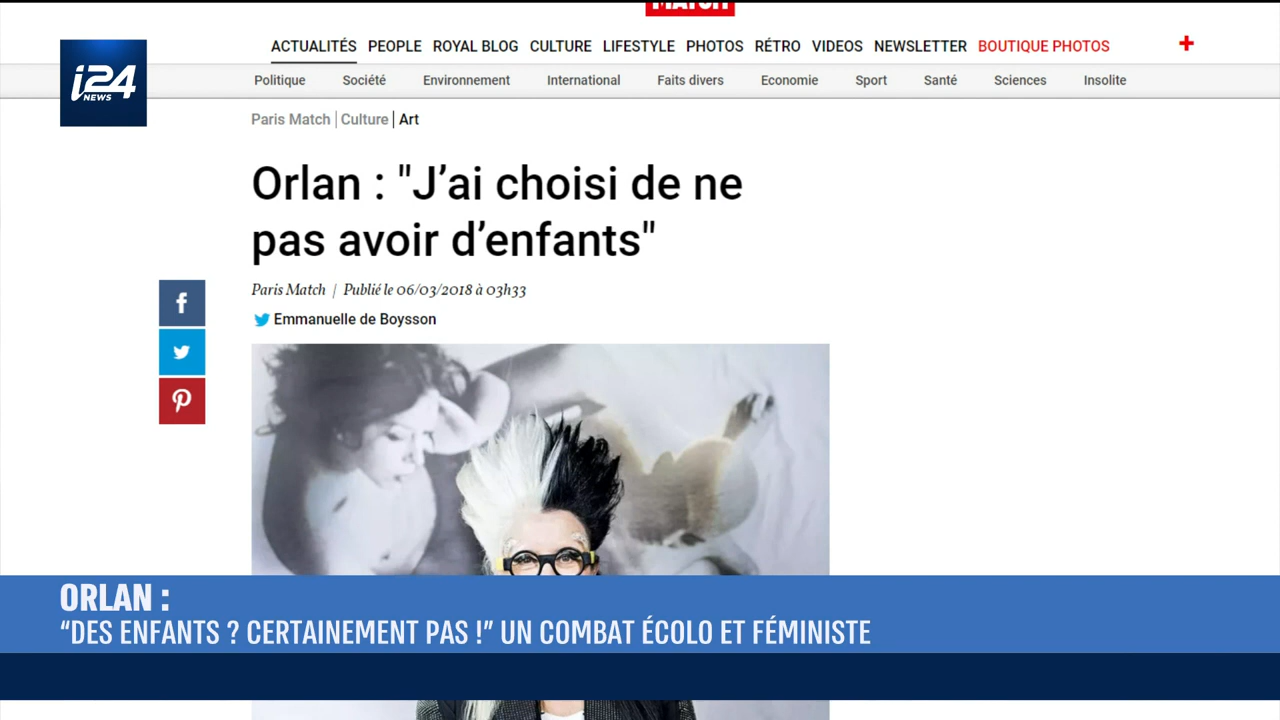 MATCH
ACTUALITÉS PEOPLE ROYAL BLOG CULTURE LIFESTYLE PHOTOS RÉTRO VIDEOS NEWSLETTER BOUTIQUE PHOTOS +
i24
NEWS
Politique Société Environnement International Faits divers Economie Sport Santé Sciences Insolite
Paris Match | Culture | Art
Orlan : "J’ai choisi de ne
pas avoir d’enfants"
Paris Match | Publié le 06/03/2018 à 03h33
Emmanuelle de Boysson
ORLAN :
“DES ENFANTS ? CERTAINEMENT PAS !” UN COMBAT ÉCOLO ET FÉMINISTE